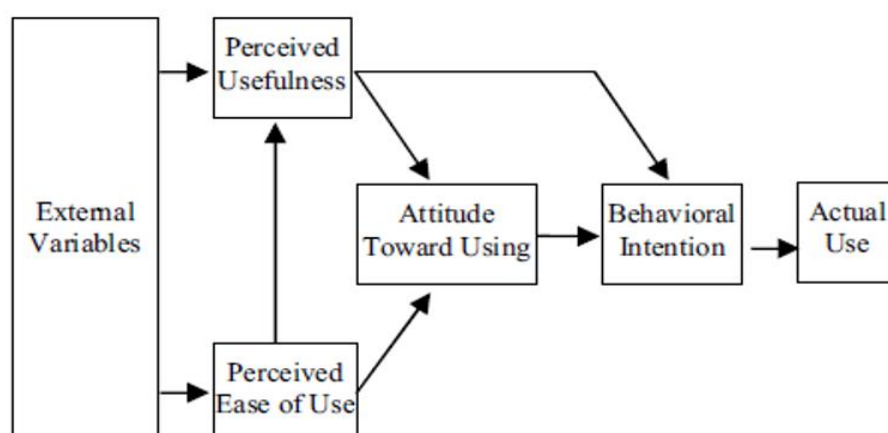 Perceived
Usefulness
External
Variables
Attitude
Toward Using
Behavioral
Intention
Actual
Use
Perceived
Ease of Use